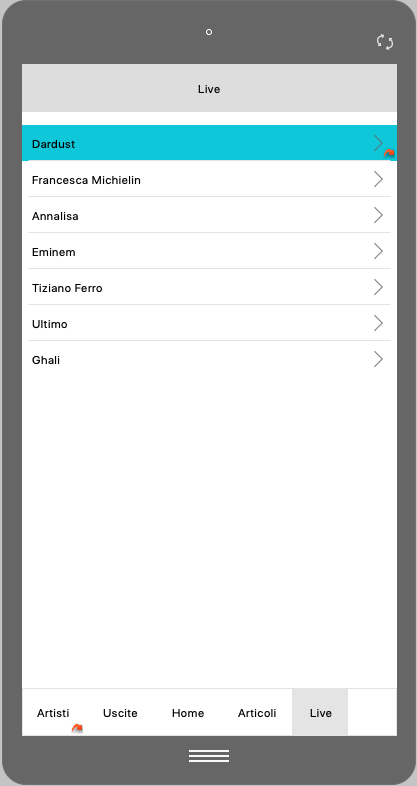 Live
Dardust
Francesca Michielin
Annalisa
Eminem
Tiziano Ferro
Ultimo
Ghali
Artisti Uscite Home Articoli Live